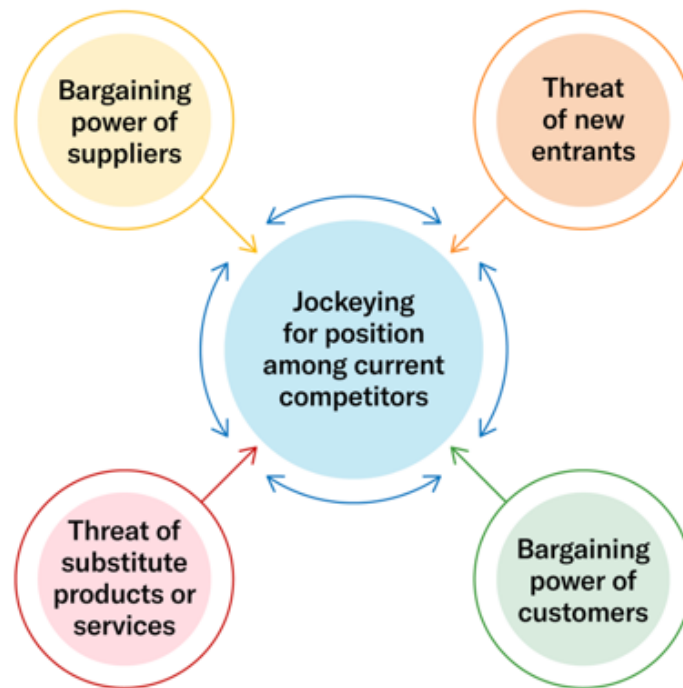 Bargaining
power of
suppliers
Threat
of new
entrants
Jockeying
for position
among current
competitors
Threat of
substitute
products or
services
Bargaining
power of
customers